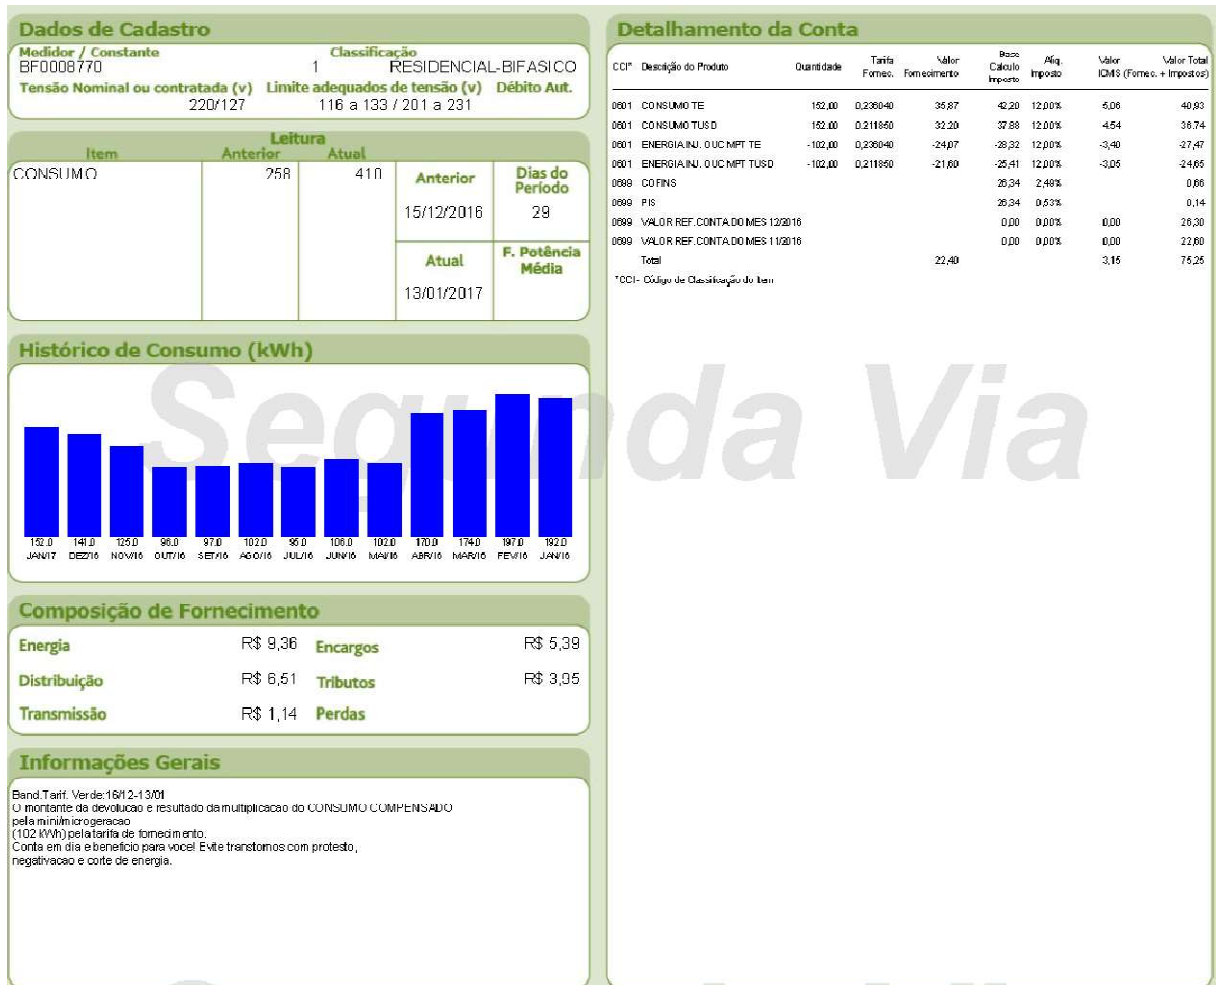 Dados de Cadastro
Medidor / Constante Classificação
BF0008770 1 RESIDENCIAL-BIFASICO
Tensão Nominal ou contratada (v) Limite adequados de tensão (v) Débito Aut.
220/127 116 a 133 / 201 a 231
Leitura
Item Anterior Atual
CONSUMO 258 410
Anterior Dias do Período
15/12/2016 29
Atual F. Potência Média
13/01/2017
Histórico de Consumo (kWh)
152.0 141.0 125.0 96.0 97.0 102.0 95.0 106.0 102.0 170.0 174.0 197.0 192.0
JAN/17 DEZ/16 NOV/16 OUT/16 SET/16 AGO/16 JUL/16 JUN/16 MAI/16 ABR/16 MAR/16 FEV/16 JAN/16
Composição de Fornecimento
Energia R$ 9,36 Encargos R$ 5,39
Distribuição R$ 6,51 Tributos R$ 3,95
Transmissão R$ 1,14 Perdas
Informações Gerais
Band.Tarif. Verde:16/12-13/01
O montante da devolucao e resultado da multiplicacao do CONSUMO COMPENSADO
pela mini/microgeracao
(102 kWh) pela tarifa de fornecimento.
Conta em dia e beneficio para voce! Evite transtornos com protesto,
negativacao e corte de energia.
Detalhamento da Conta
CCI* Descrição do Produto Quantidade Tarifa Fornec. Valor Fornecimento Base Calculo Imposto Aliq. Imposto Valor ICMS Valor Total (Fornec. + Impostos)
0601 CONSUMO TE 152,00 0,236040 35,87 42,20 12,00% 5,06 40,93
0601 CONSUMO TUSD 152,00 0,211850 32,20 37,88 12,00% 4,54 36,74
0601 ENERGIA INJ. OUC MPT TE -102,00 0,236040 -24,07 -28,32 12,00% -3,40 -27,47
0601 ENERGIA INJ. OUC MPT TUSD -102,00 0,211850 -21,60 -25,41 12,00% -3,05 -24,65
0699 COFINS 26,34 2,48% 0,66
0699 PIS 26,34 0,53% 0,14
0699 VALOR REF.CONTA DO MES 12/2016 0,00 0,00% 0,00 26,30
0699 VALOR REF.CONTA DO MES 11/2016 0,00 0,00% 0,00 22,60
Total 22,40 3,15 75,25
*CCI - Código de Classificação do Item
Segunda Via